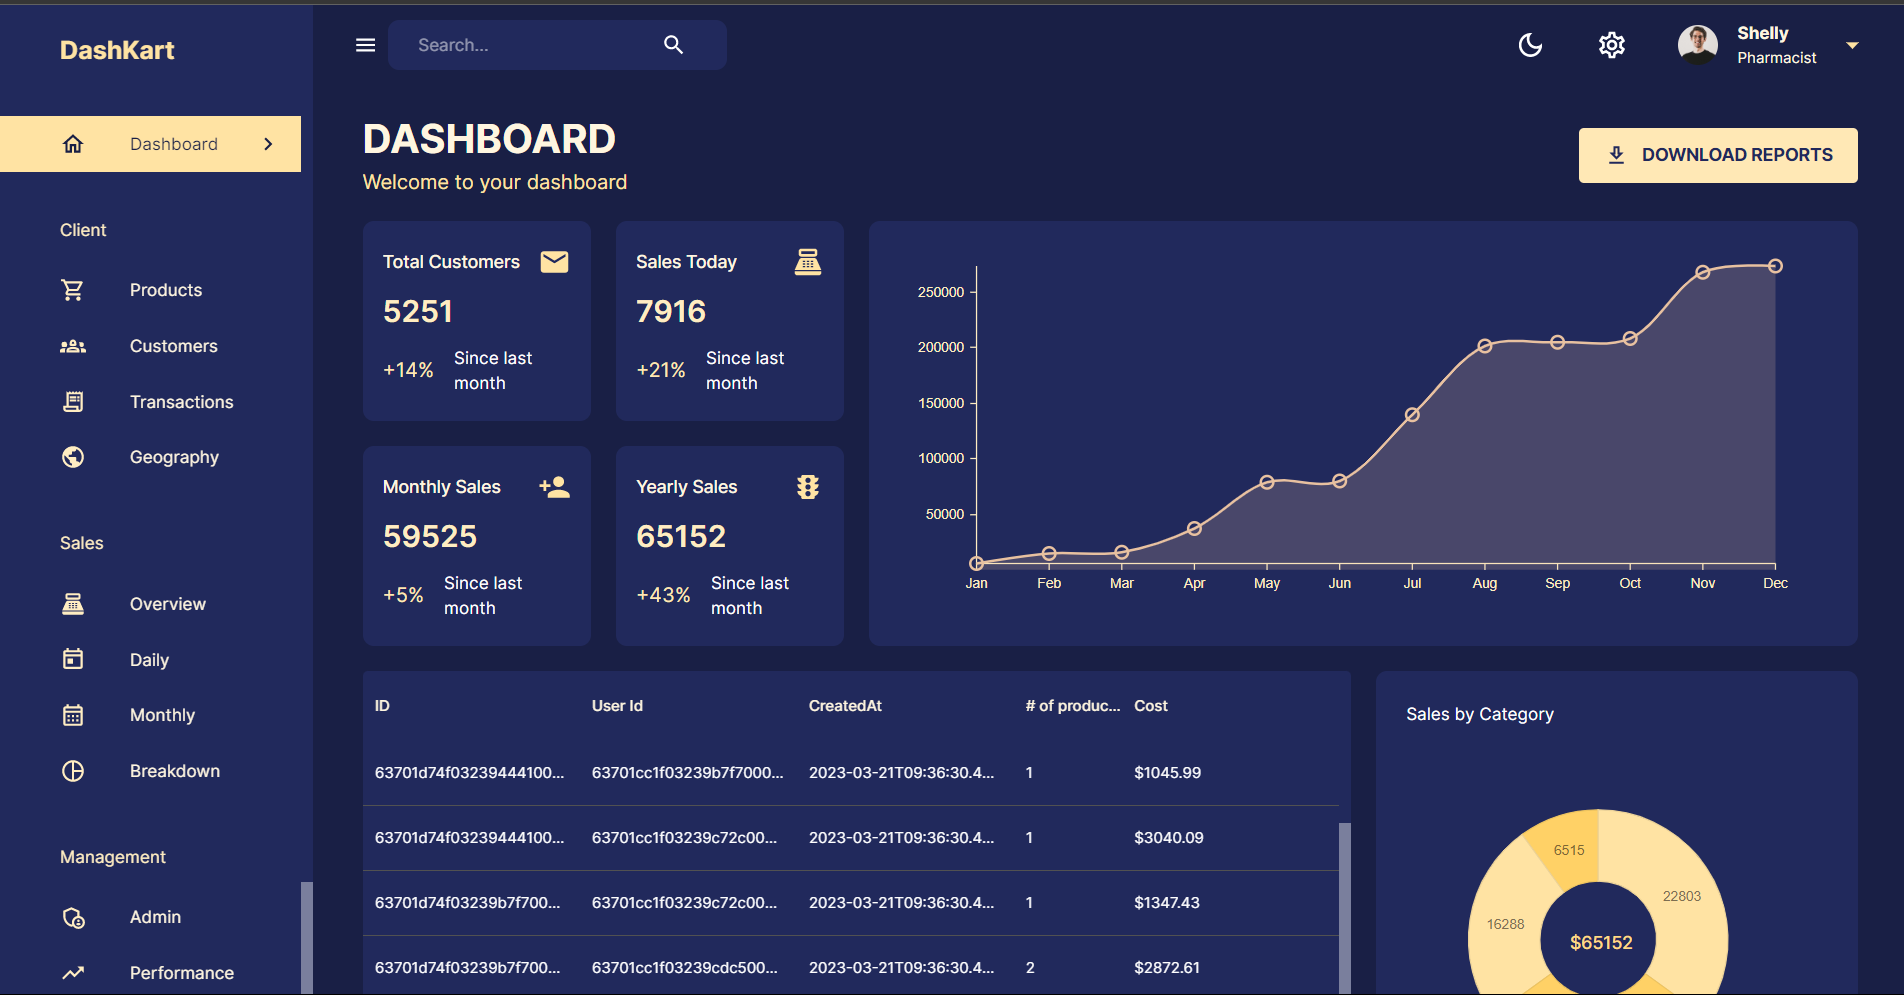 DashKart
Search...
Shelly
Pharmacist
Dashboard
DASHBOARD
Welcome to your dashboard
DOWNLOAD REPORTS
Client
Products
Customers
Transactions
Geography
Sales
Overview
Daily
Monthly
Breakdown
Management
Admin
Performance
Total Customers
5251
+14%
Since last
month
Sales Today
7916
+21%
Since last
month
Monthly Sales
59525
+5%
Since last
month
Yearly Sales
65152
+43%
Since last
month
250000
200000
150000
100000
50000
Jan Feb Mar Apr May Jun Jul Aug Sep Oct Nov Dec
ID User Id CreatedAt # of produc... Cost
63701d74f03239444100... 63701cc1f03239b7f7000... 2023-03-21T09:36:30.4... 1 $1045.99
63701d74f03239444100... 63701cc1f03239c72c00... 2023-03-21T09:36:30.4... 1 $3040.09
63701d74f03239b7f700... 63701cc1f03239c72c00... 2023-03-21T09:36:30.4... 1 $1347.43
63701d74f03239b7f700... 63701cc1f03239cdc500... 2023-03-21T09:36:30.4... 2 $2872.61
Sales by Category
6515
22803
16288
$65152